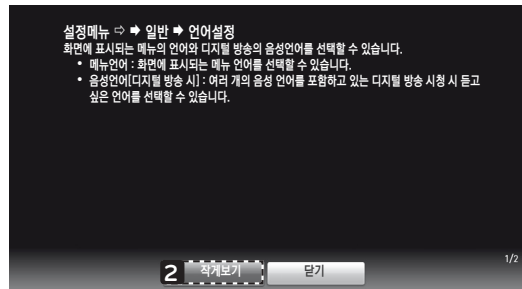 설정메뉴 ⇨ ➡ 일반 ➡ 언어설정
화면에 표시되는 메뉴의 언어와 디지털 방송의 음성언어를 선택할 수 있습니다.
• 메뉴언어 : 화면에 표시되는 메뉴 언어를 선택할 수 있습니다.
• 음성언어[디지털 방송 시] : 여러 개의 음성 언어를 포함하고 있는 디지털 방송 시청 시 듣고
싶은 언어를 선택할 수 있습니다.
1/2
2 작게보기 닫기